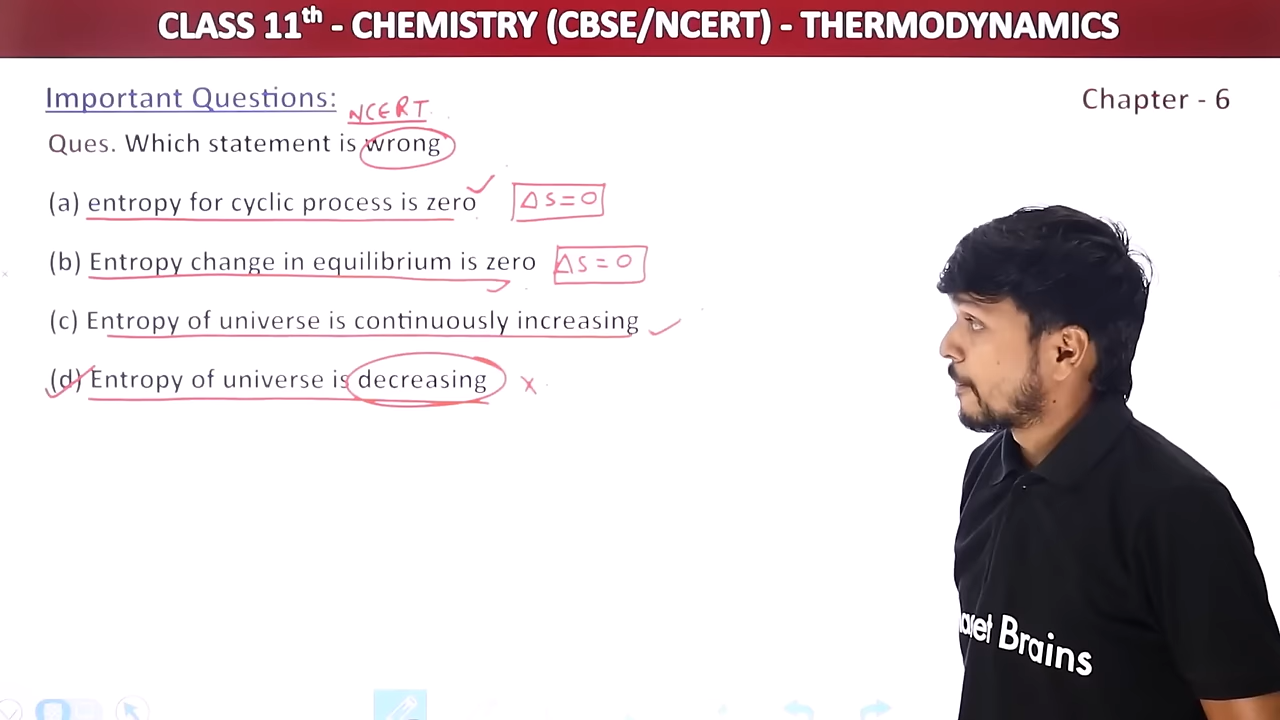 CLASS 11th - CHEMISTRY (CBSE/NCERT) - THERMODYNAMICS
Important Questions:
Chapter - 6
NCERT
Ques. Which statement is wrong
(a) entropy for cyclic process is zero ΔS=0
(b) Entropy change in equilibrium is zero ΔS=0
(c) Entropy of universe is continuously increasing
(d) Entropy of universe is decreasing ×
Brains